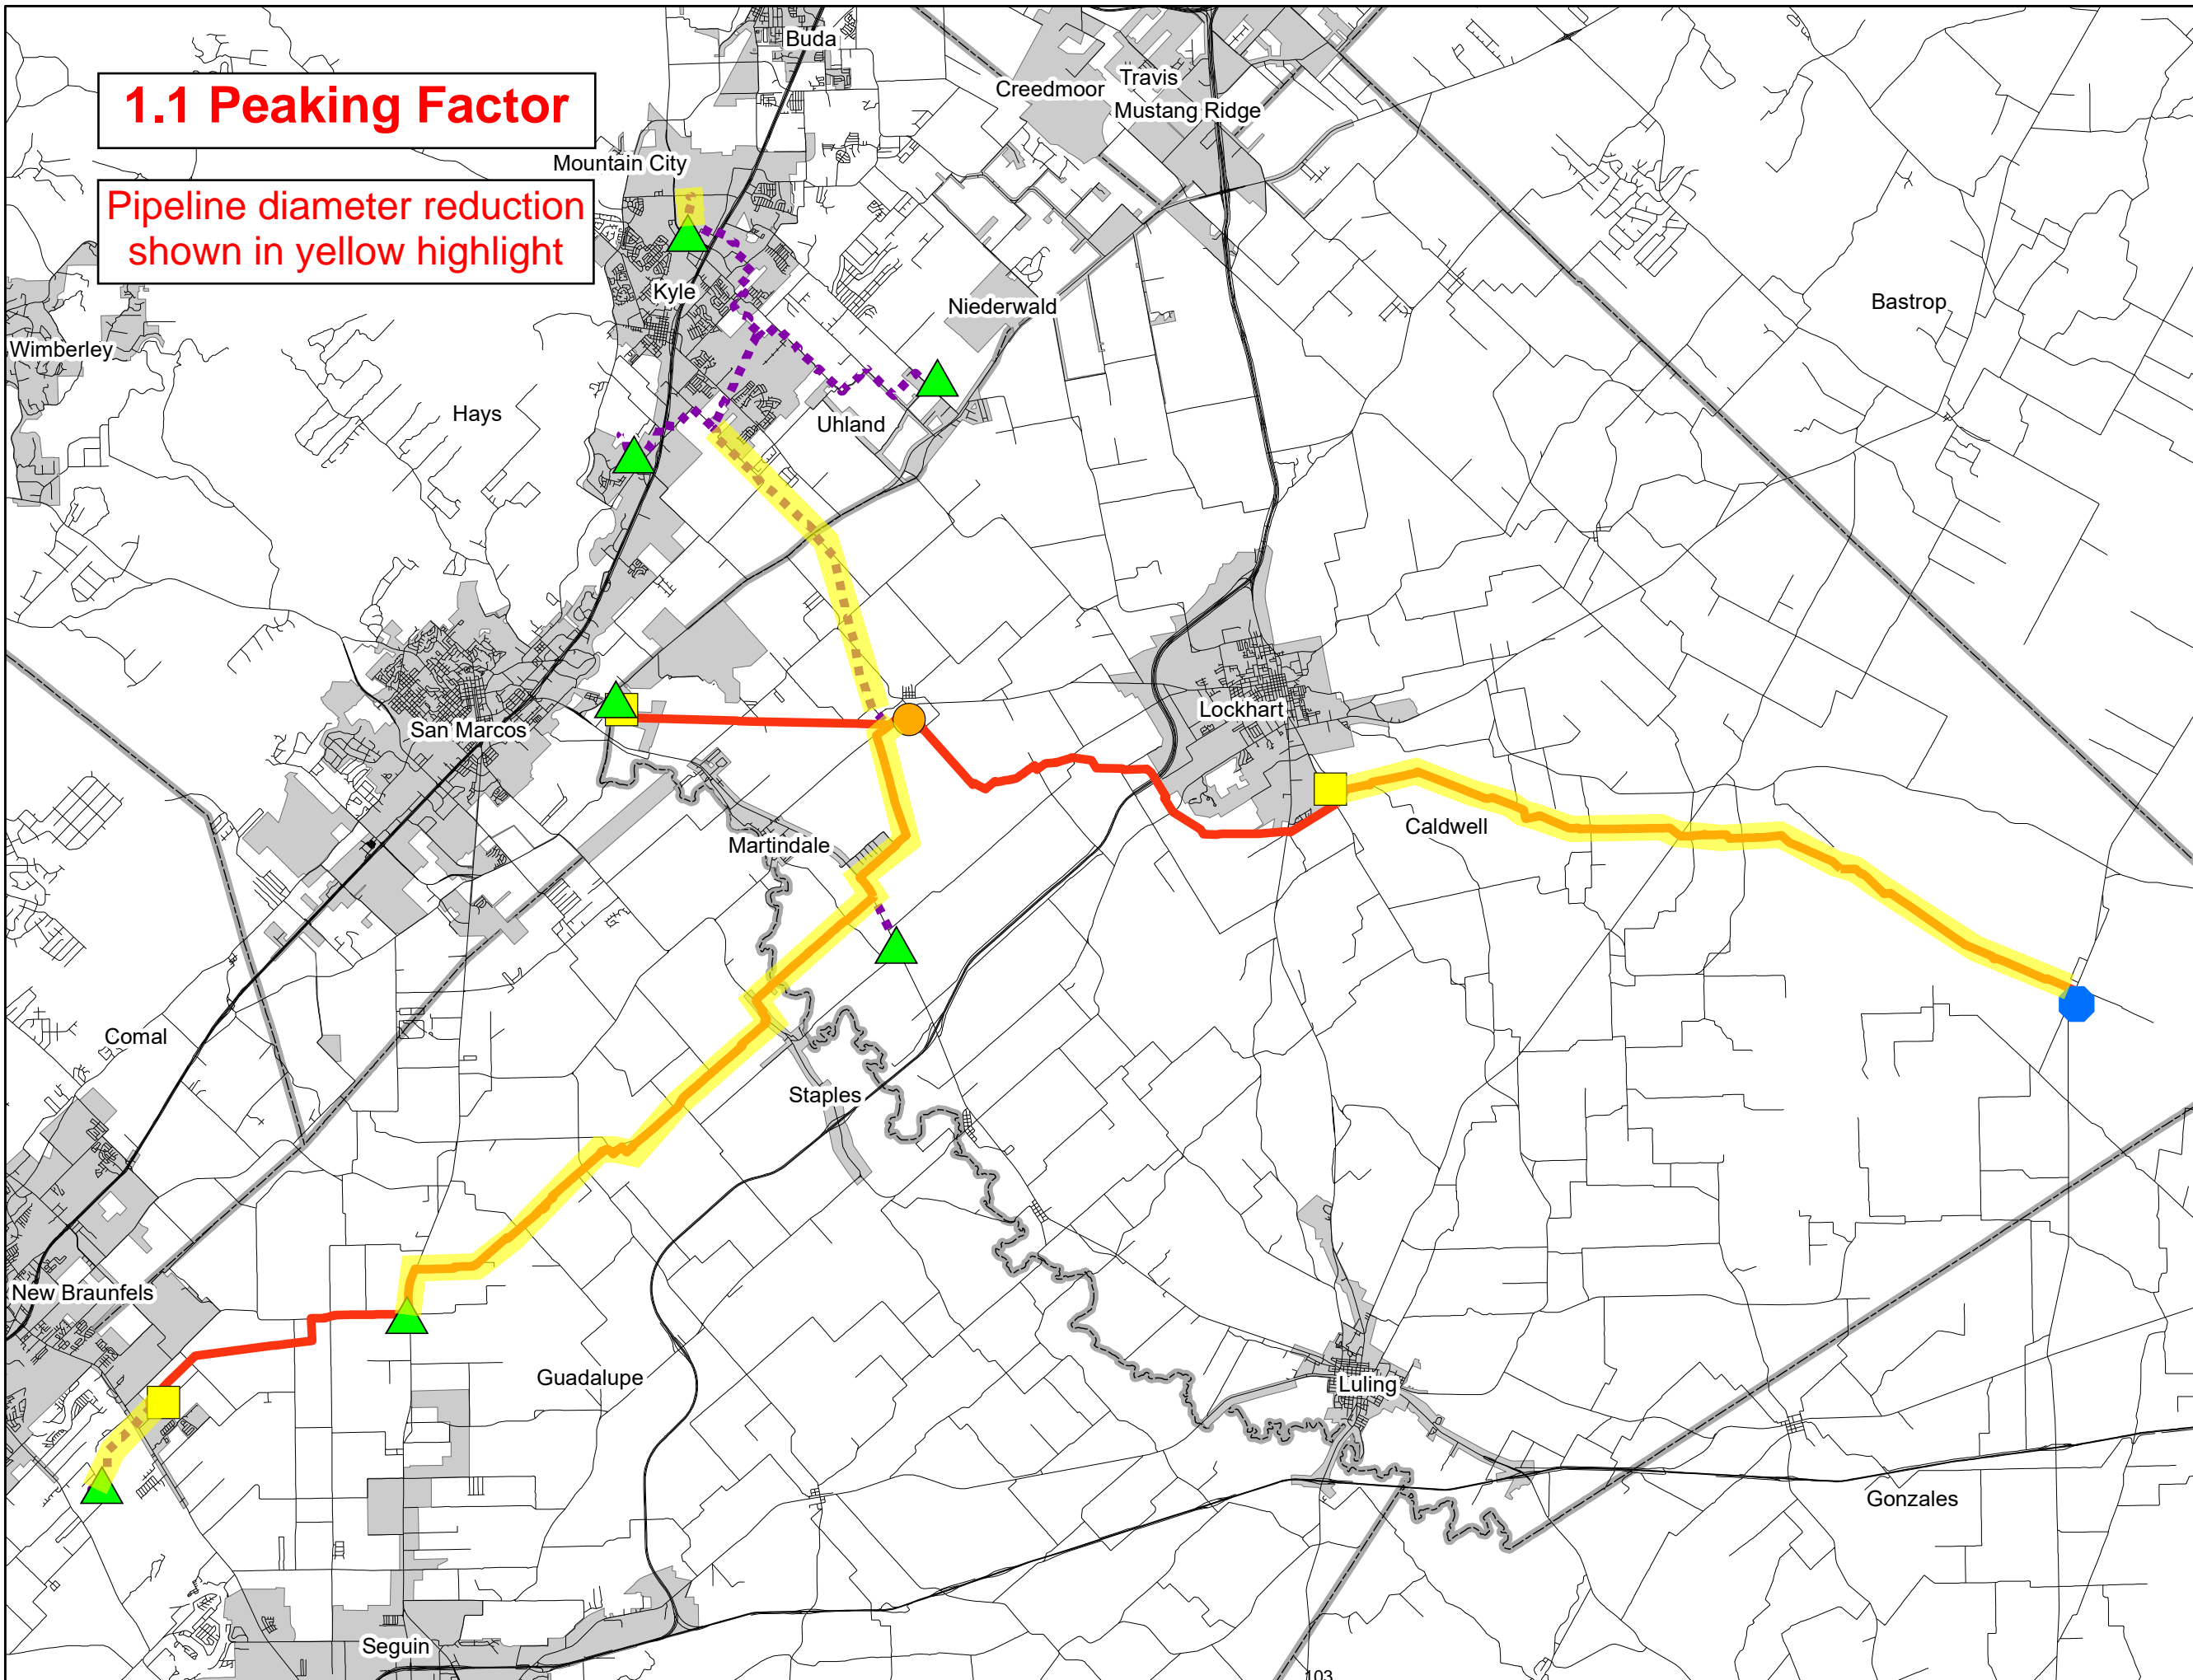 Buda
1.1 Peaking Factor
Travis
Creedmoor
Mustang Ridge
Mountain City
Pipeline diameter reduction
shown in yellow highlight
Kyle
Niederwald
Bastrop
Wimberley
Hays
Uhland
Lockhart
San Marcos
Caldwell
Martindale
Comal
Staples
New Braunfels
Guadalupe
Luling
Gonzales
Seguin
103